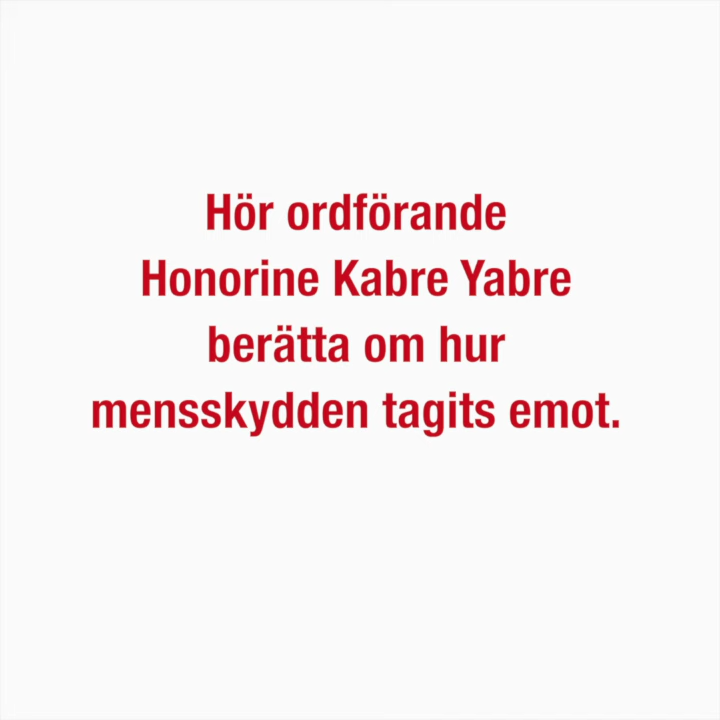 Hör ordförande
Honorine Kabre Yabre
berätta om hur
mensskydden tagits emot.